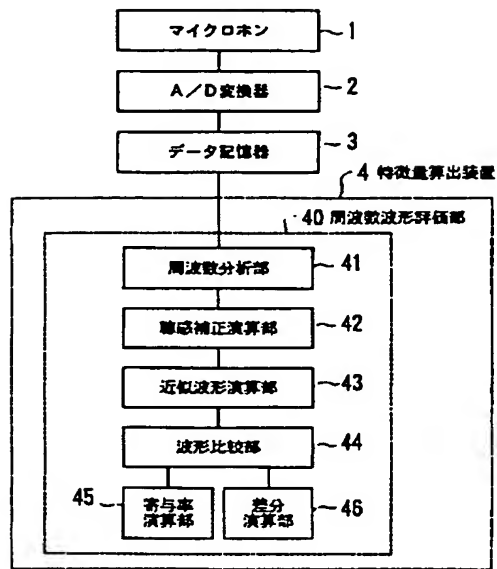 マイクロホン
1
A/D変換器
2
データ記憶器
3
4 特徴量算出装置
40 周波数波形評価部
周波数分析部
41
聴感補正演算部
42
近似波形演算部
43
波形比較部
44
45
寄与率
演算部
差分
演算部
46